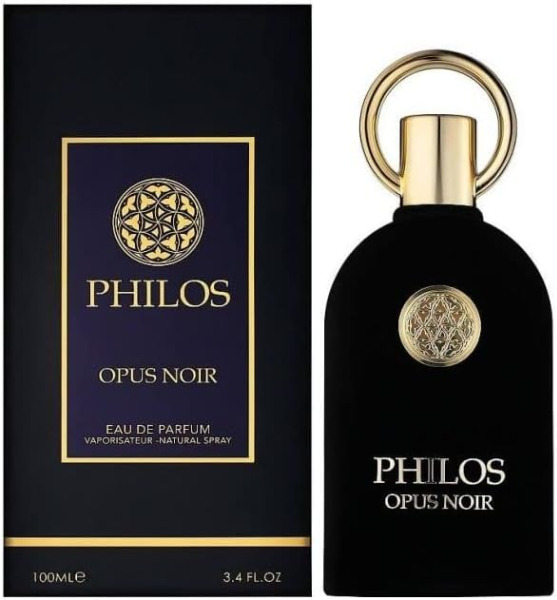 PHILOS
OPUS NOIR
EAU DE PARFUM
VAPORISATEUR -NATURAL SPRAY
100ML℮
3.4 FL.OZ
PHILOS
OPUS NOIR